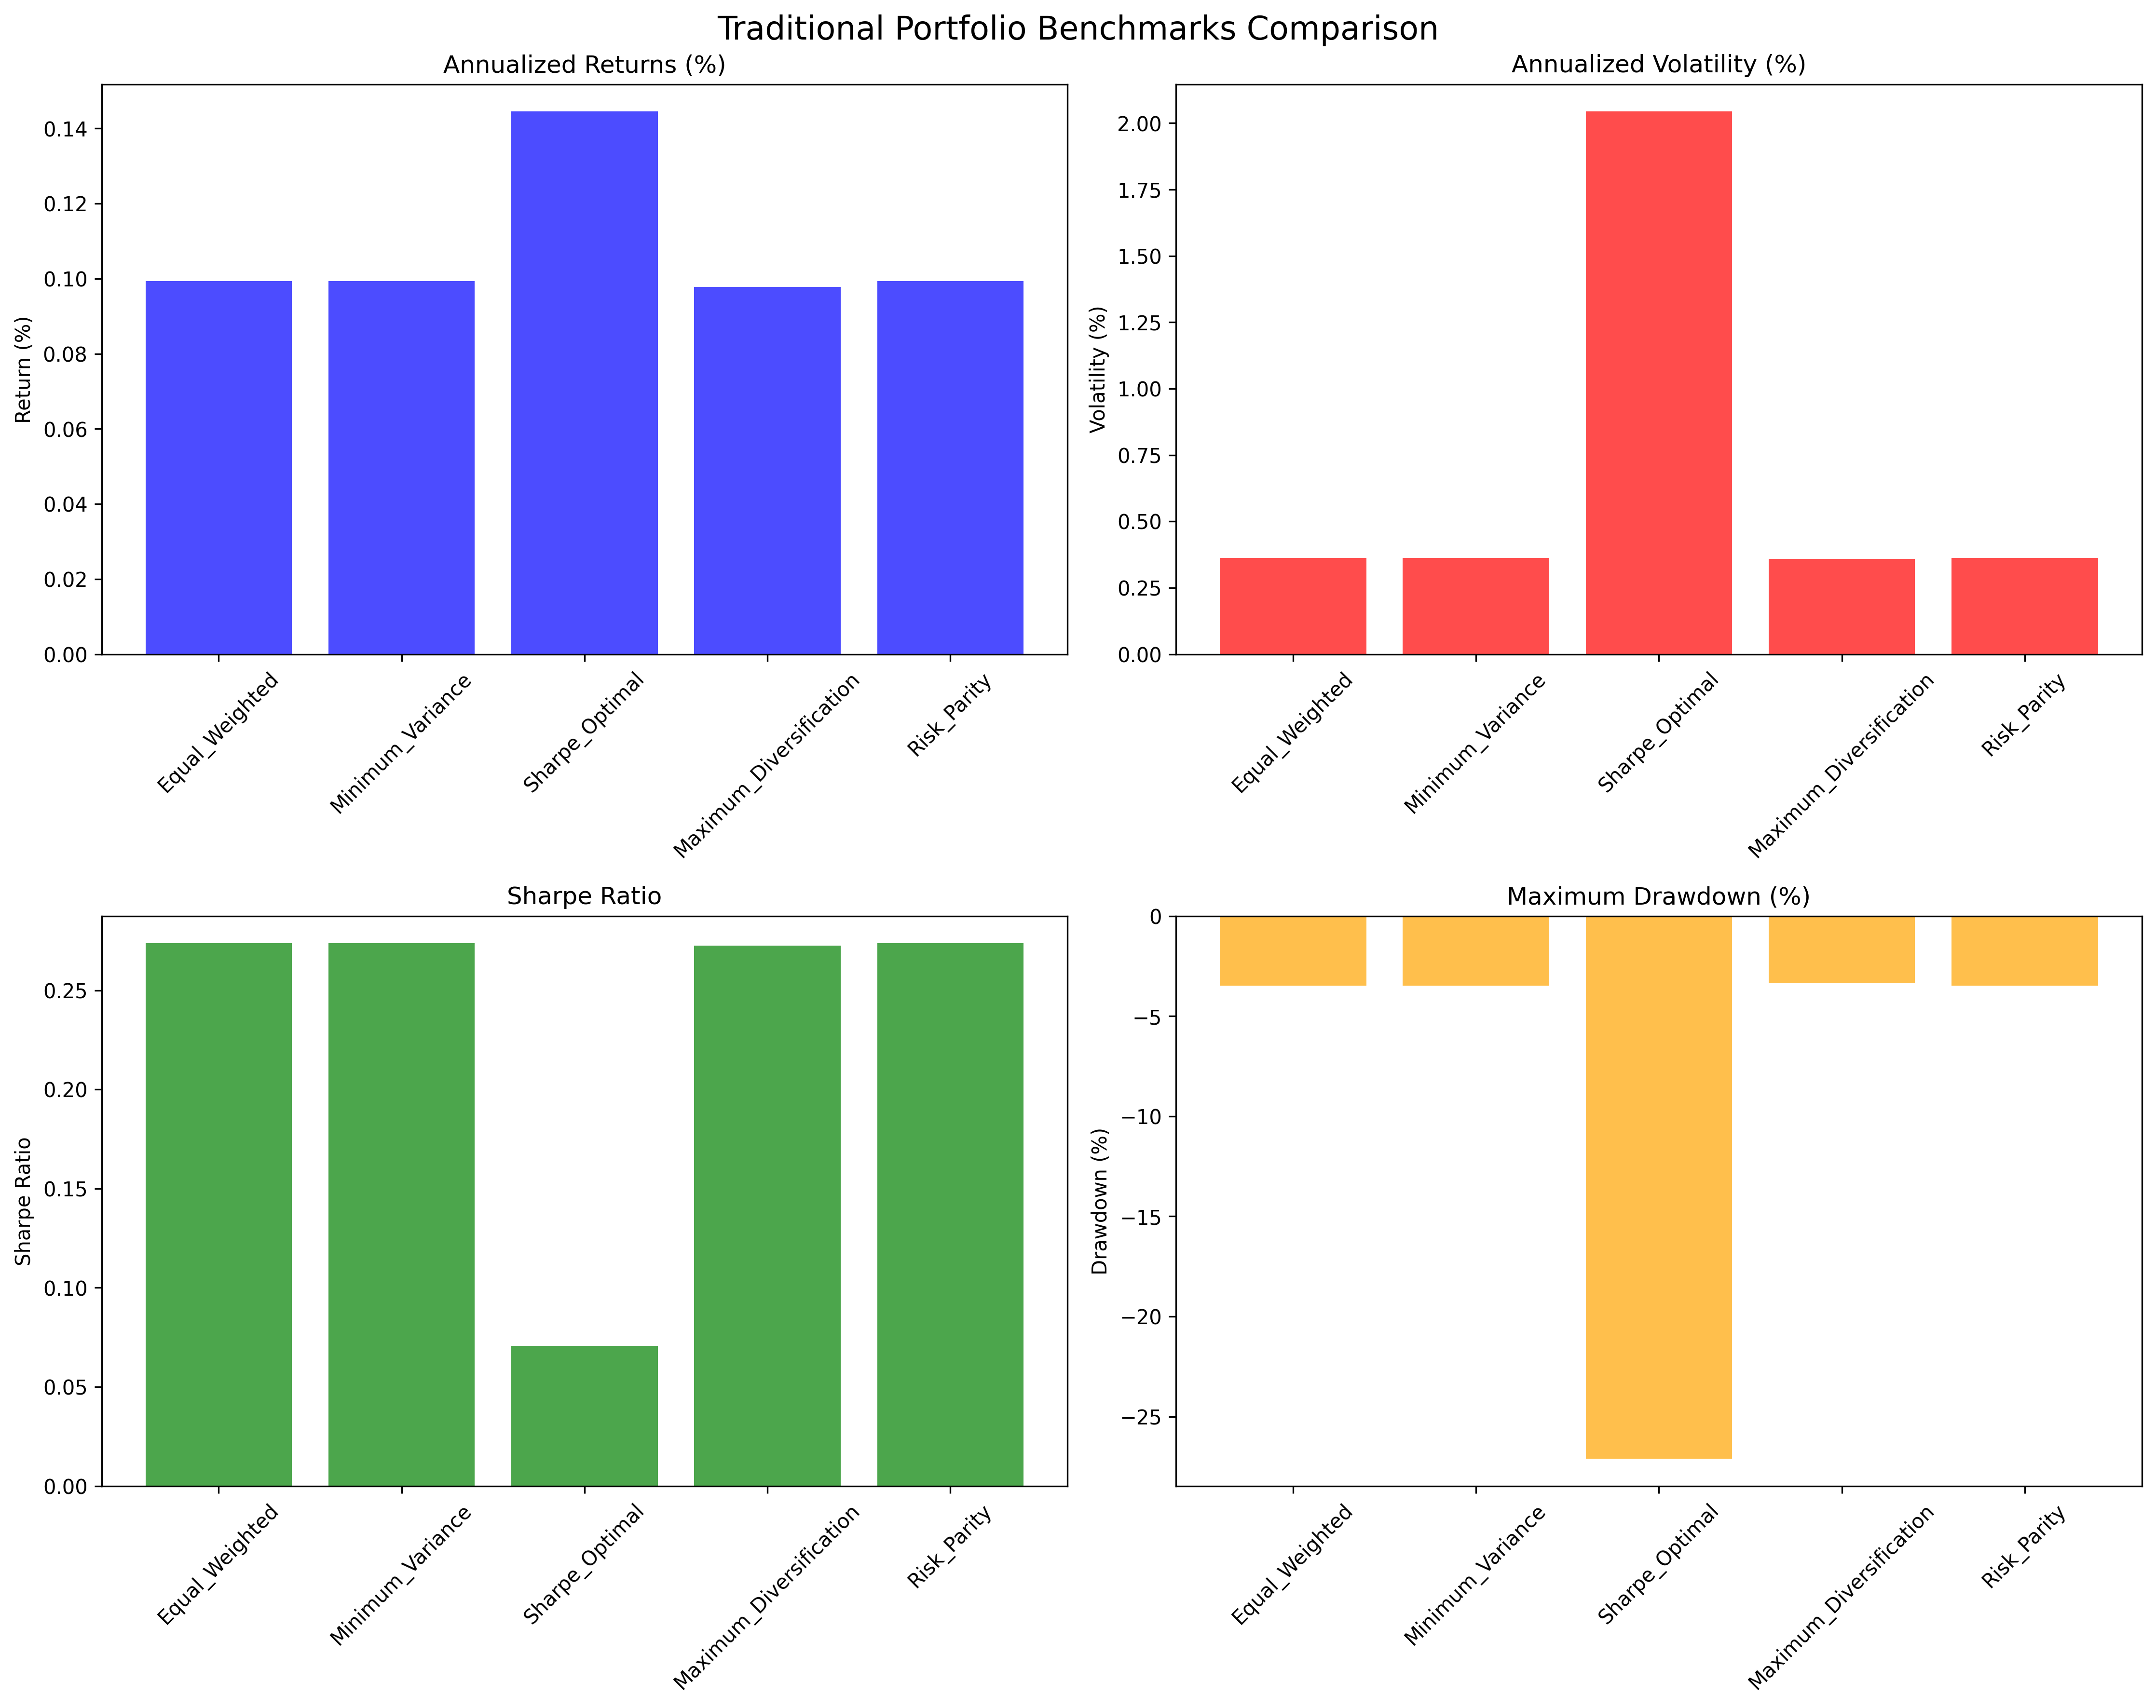 Traditional Portfolio Benchmarks Comparison
Annualized Returns (%)
Return (%)
0.14
0.12
0.10
0.08
0.06
0.04
0.02
0.00
Equal_Weighted
Minimum_Variance
Sharpe_Optimal
Maximum_Diversification
Risk_Parity
Annualized Volatility (%)
Volatility (%)
2.00
1.75
1.50
1.25
1.00
0.75
0.50
0.25
0.00
Equal_Weighted
Minimum_Variance
Sharpe_Optimal
Maximum_Diversification
Risk_Parity
Sharpe Ratio
Sharpe Ratio
0.25
0.20
0.15
0.10
0.05
0.00
Equal_Weighted
Minimum_Variance
Sharpe_Optimal
Maximum_Diversification
Risk_Parity
Maximum Drawdown (%)
Drawdown (%)
0
−5
−10
−15
−20
−25
Equal_Weighted
Minimum_Variance
Sharpe_Optimal
Maximum_Diversification
Risk_Parity